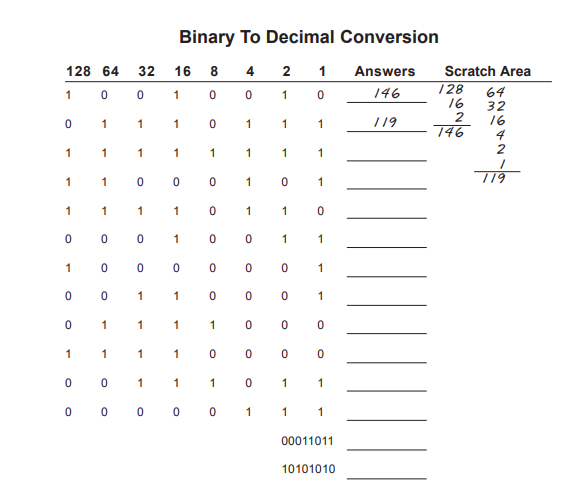 Binary To Decimal Conversion
128 64 32 16 8 4 2 1 Answers Scratch Area
1 0 0 1 0 0 1 0 146 128 64
16 32
0 1 1 1 0 1 1 1 119 2 16
146 4
1 1 1 1 1 1 1 1 2
1
1 1 0 0 0 1 0 1 119
1 1 1 1 0 1 1 0
0 0 0 1 0 0 1 1
1 0 0 0 0 0 0 1
0 0 1 1 0 0 0 1
0 1 1 1 1 0 0 0
1 1 1 1 0 0 0 0
0 0 1 1 1 0 1 1
0 0 0 0 0 1 1 1
00011011
10101010